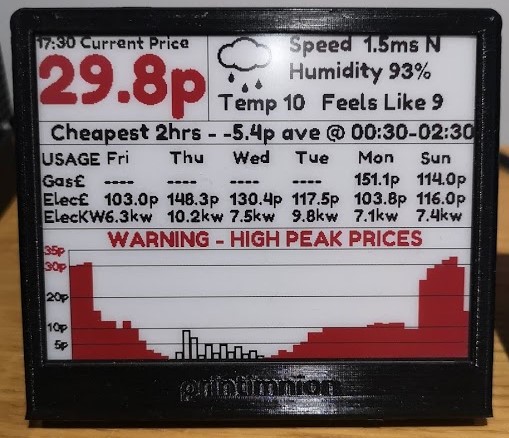 17:30 Current Price
29.8p
Speed 1.5ms N
Humidity 93%
Temp 10 Feels Like 9
Cheapest 2hrs - -5.4p ave @ 00:30-02:30
USAGE Fri Thu Wed Tue Mon Sun
Gas£ ---- ---- ---- ---- 151.1p 114.0p
Elec£ 103.0p 148.3p 130.4p 117.5p 103.8p 116.0p
ElecKW6.3kw 10.2kw 7.5kw 9.8kw 7.1kw 7.4kw
WARNING - HIGH PEAK PRICES
35p
30p
20p
10p
5p